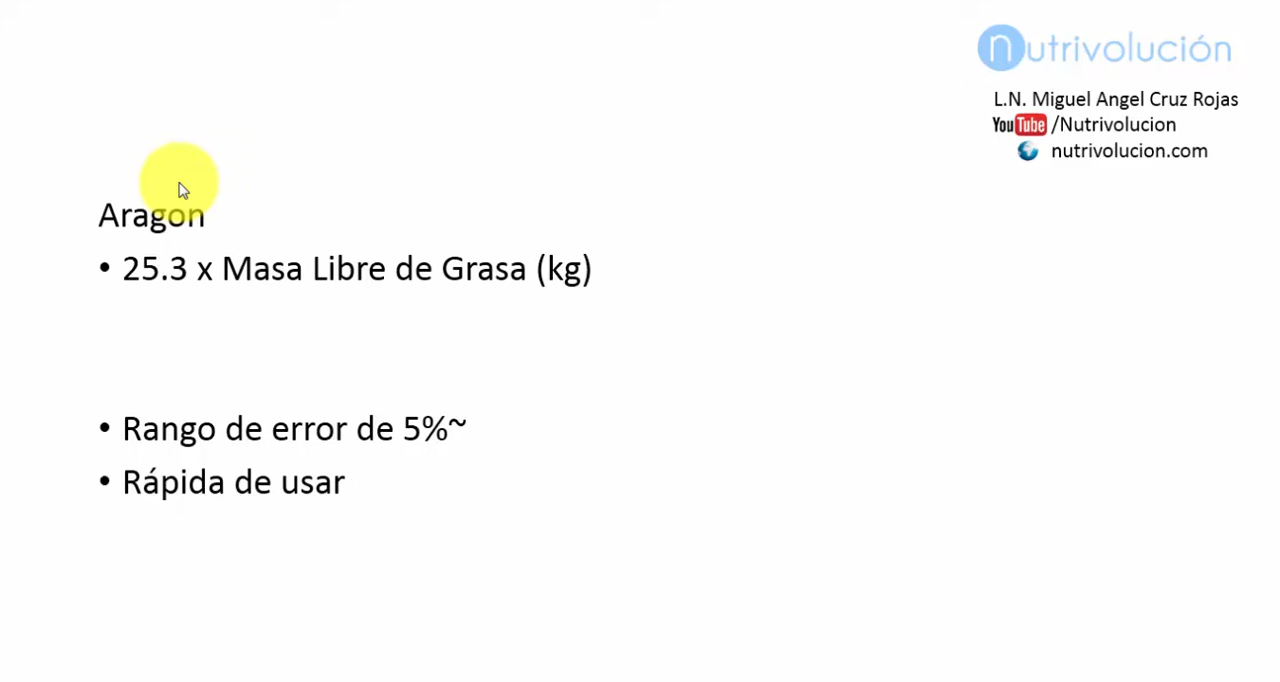 nutrivolución
L.N. Miguel Angel Cruz Rojas
YouTube /Nutrivolucion
nutrivolucion.com
Aragon
• 25.3 x Masa Libre de Grasa (kg)
• Rango de error de 5%~
• Rápida de usar